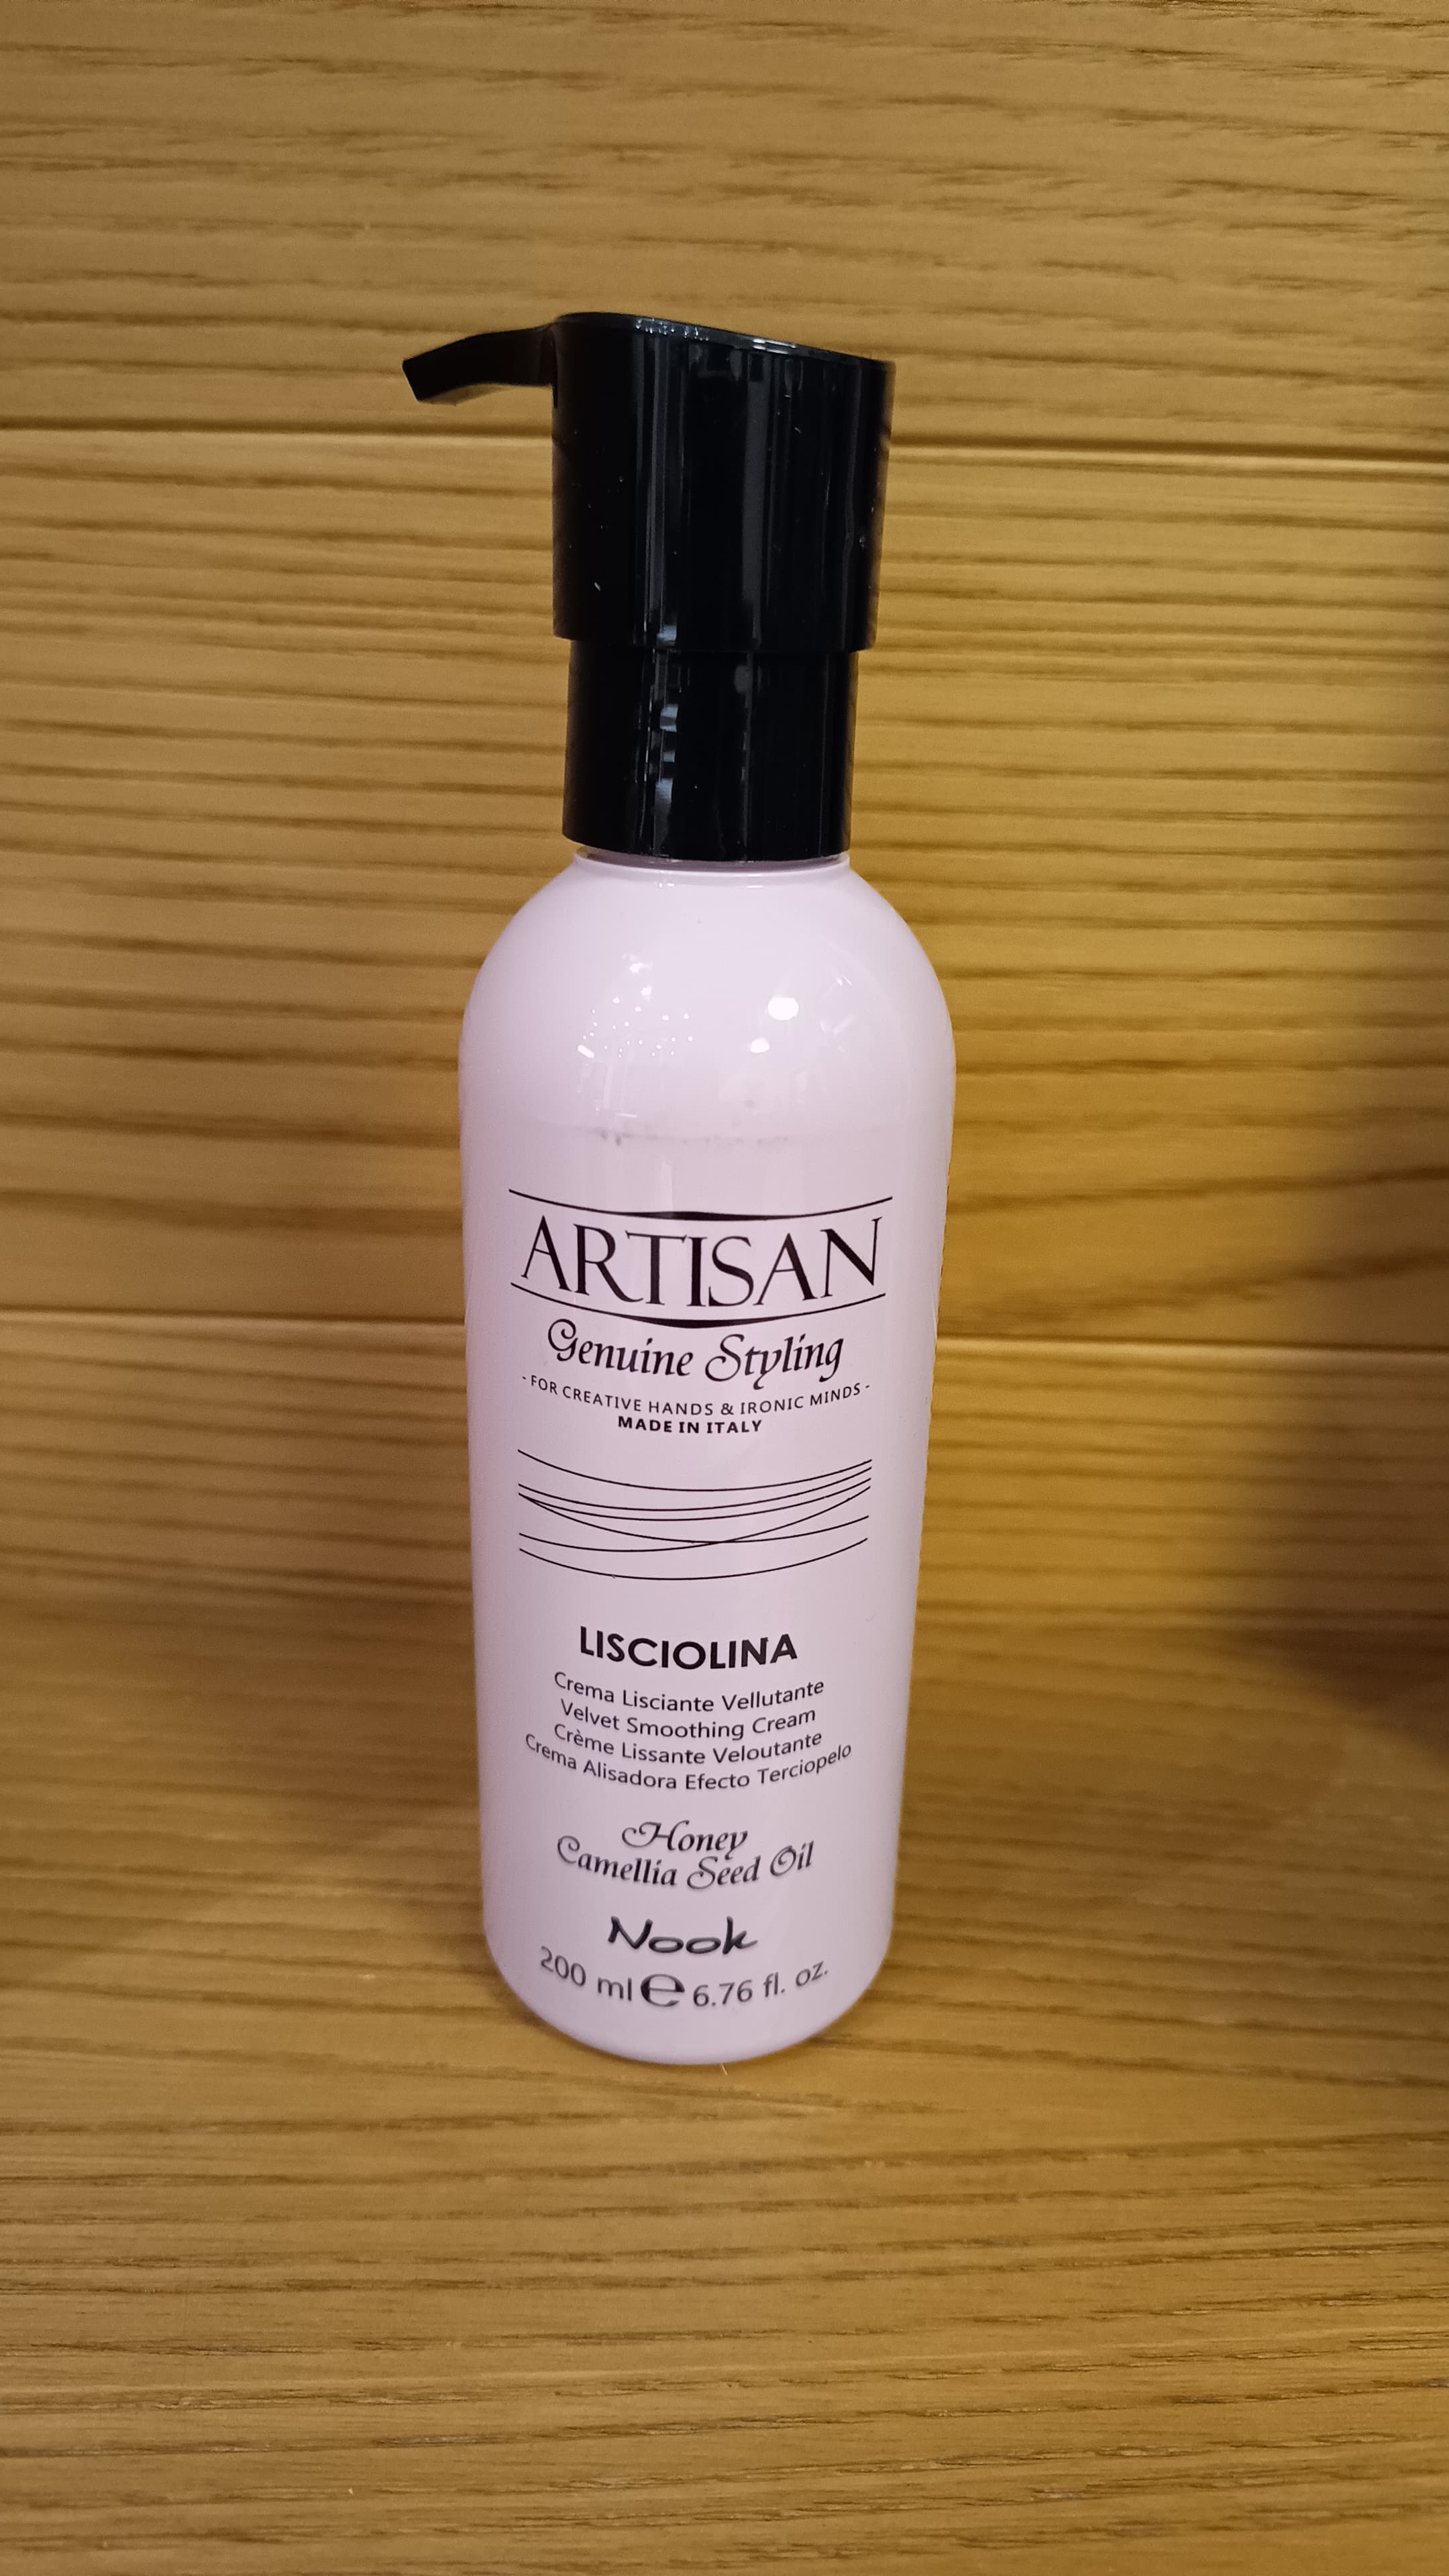 ARTISAN
Genuine Styling
- FOR CREATIVE HANDS & IRONIC MINDS -
MADE IN ITALY
LISCIOLINA
Crema Lisciante Vellutante
Velvet Smoothing Cream
Crème Lissante Veloutante
Crema Alisadora Efecto Terciopelo
Honey
Camellia Seed Oil
Nook
200 ml ℮ 6.76 fl. oz.